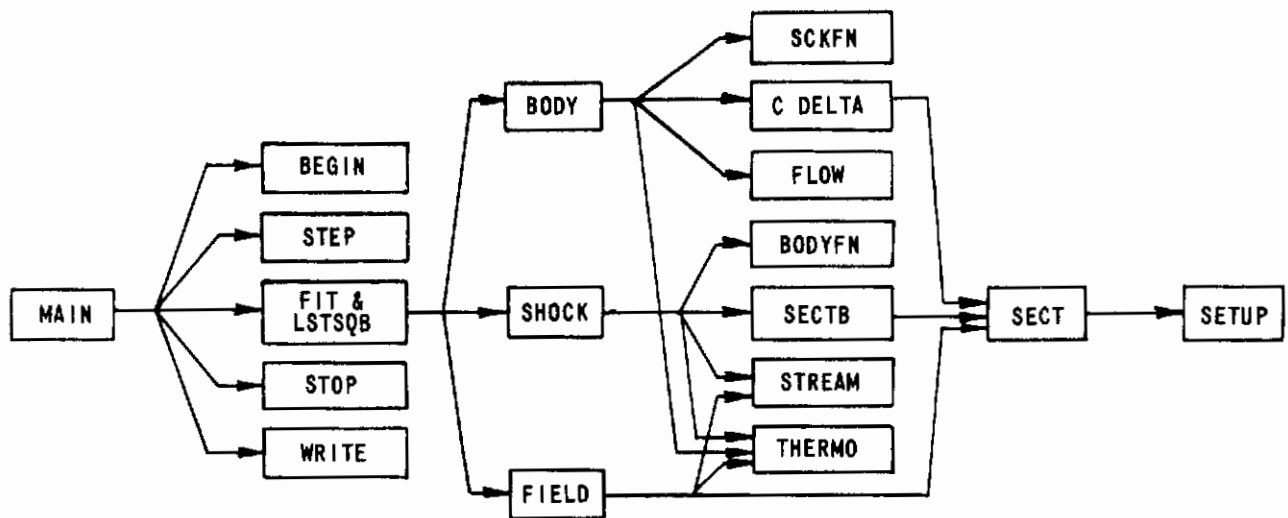 MAIN
BEGIN
STEP
FIT &
LSTSQB
STOP
WRITE
BODY
SHOCK
FIELD
SCKFN
C DELTA
FLOW
BODYFN
SECTB
STREAM
THERMO
SECT
SETUP